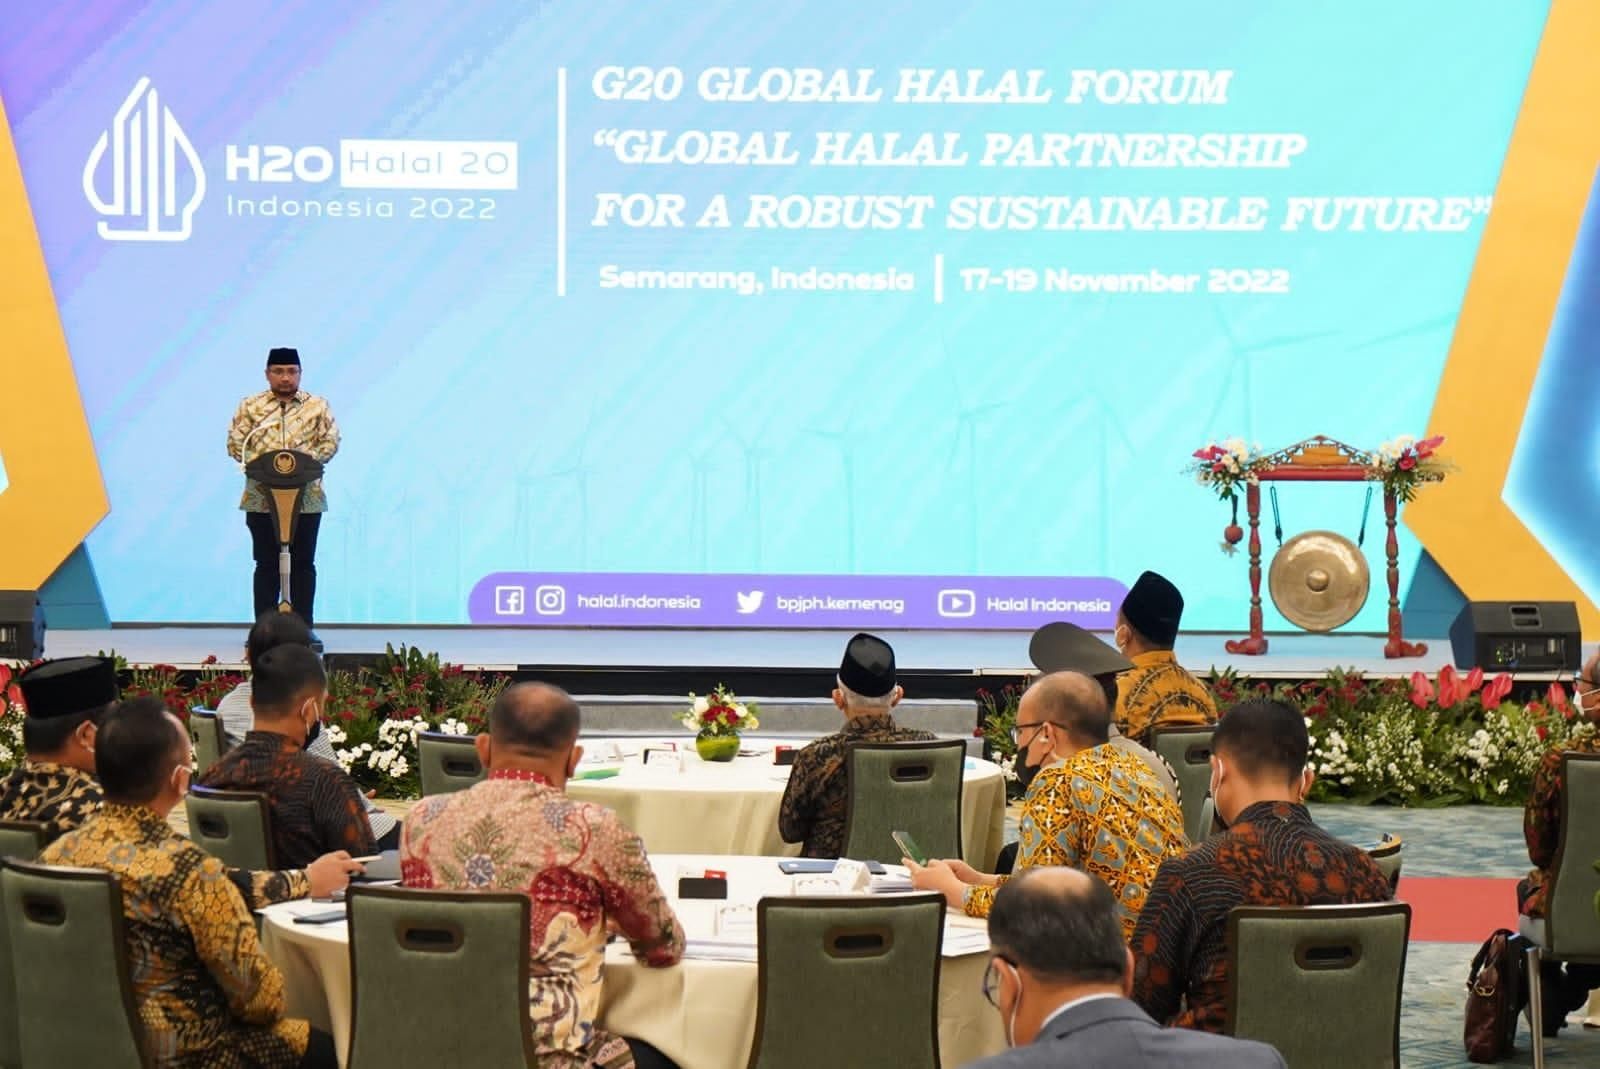 H20 Halal 20
Indonesia 2022
G20 GLOBAL HALAL FORUM
“GLOBAL HALAL PARTNERSHIP
FOR A ROBUST SUSTAINABLE FUTURE”
Semarang, Indonesia | 17-19 November 2022
halal.indonesia bpjph.kemenag Halal Indonesia